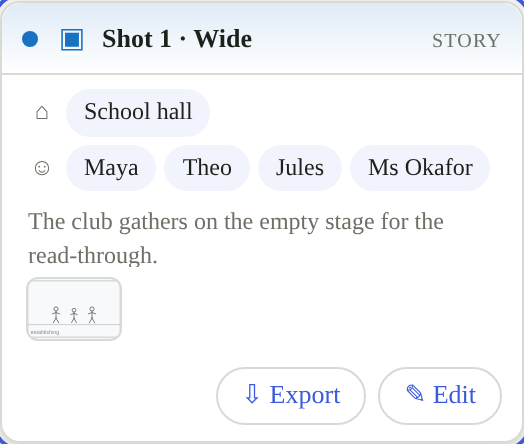 Shot 1 · Wide
STORY
School hall
Maya Theo Jules Ms Okafor
The club gathers on the empty stage for the
read-through.
establishing
Export
Edit